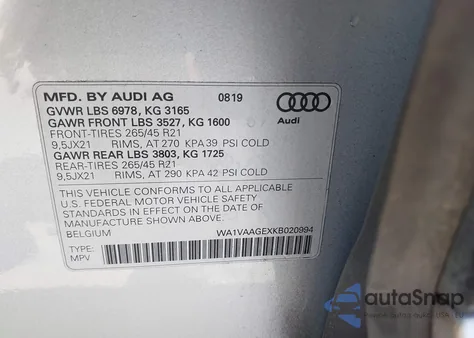 MFD. BY AUDI AG 0819
GVWR LBS 6978, KG 3165
GAWR FRONT LBS 3527, KG 1600
FRONT-TIRES 265/45 R21
9,5JX21 RIMS, AT 270 KPA 39 PSI COLD
GAWR REAR LBS 3803, KG 1725
REAR-TIRES 265/45 R21
9,5JX21 RIMS, AT 290 KPA 42 PSI COLD
Audi
THIS VEHICLE CONFORMS TO ALL APPLICABLE
U.S. FEDERAL MOTOR VEHICLE SAFETY
STANDARDS IN EFFECT ON THE DATE OF
MANUFACTURE SHOWN ABOVE.
BELGIUM WA1VAAGEXKB020994
TYPE:
MPV
autoSnap